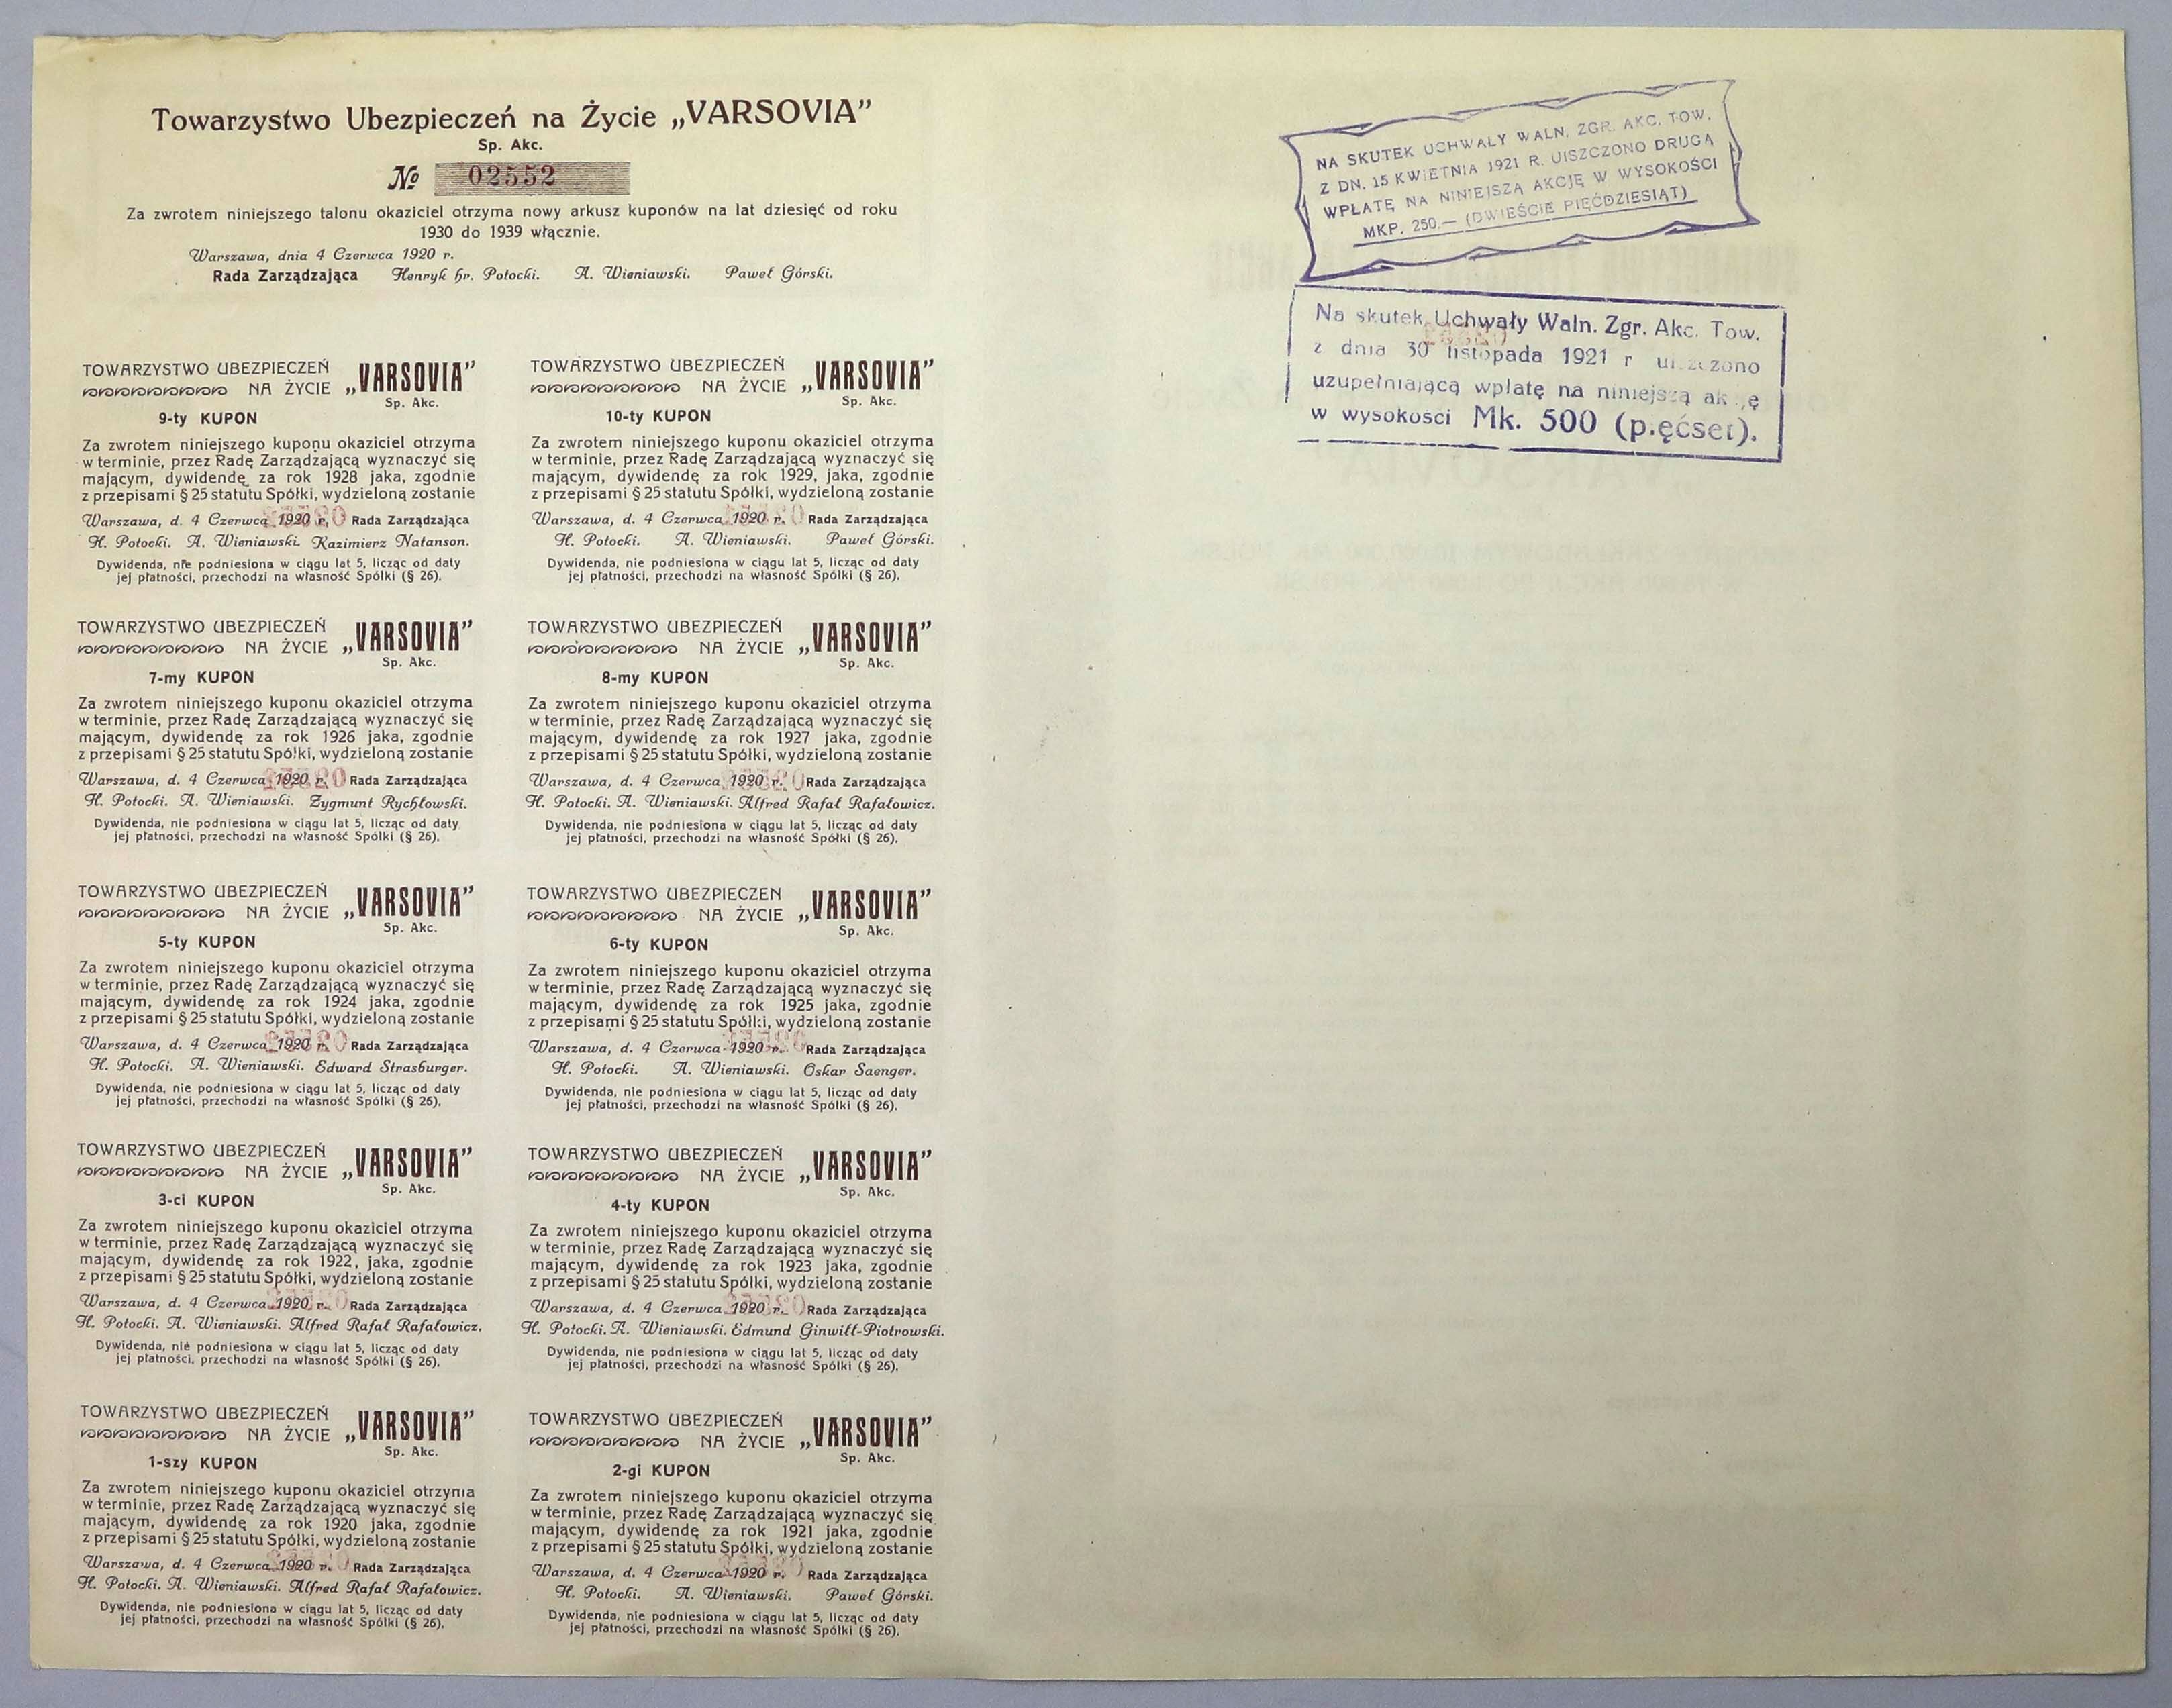 Towarzystwo Ubezpieczeń na Życie „VARSOVIA”
Sp. Akc.
№ 02552
Za zwrotem niniejszego talonu okaziciel otrzyma nowy arkusz kuponów na lat dziesięć od roku
1930 do 1939 włącznie.
Warszawa, dnia 4 Czerwca 1920 r.
Rada Zarządzająca Henryk hr. Potocki. A. Wieniawski. Paweł Górski.
TOWARZYSTWO UBEZPIECZEŃ
NA ŻYCIE „VARSOVIA”
Sp. Akc.
9-ty KUPON
Za zwrotem niniejszego kuponu okaziciel otrzyma
w terminie, przez Radę Zarządzającą wyznaczyć się
mającym, dywidendę za rok 1928 jaka, zgodnie
z przepisami § 25 statutu Spółki, wydzieloną zostanie
Warszawa, d. 4 Czerwca 1920 r. Rada Zarządzająca
H. Potocki. A. Wieniawski. Kazimierz Natanson.
Dywidenda, nie podniesiona w ciągu lat 5, licząc od daty
jej płatności, przechodzi na własność Spółki (§ 26).
TOWARZYSTWO UBEZPIECZEŃ
NA ŻYCIE „VARSOVIA”
Sp. Akc.
10-ty KUPON
Za zwrotem niniejszego kuponu okaziciel otrzyma
w terminie, przez Radę Zarządzającą wyznaczyć się
mającym, dywidendę za rok 1929, jaka, zgodnie
z przepisami § 25 statutu Spółki, wydzieloną zostanie
Warszawa, d. 4 Czerwca 1920 r. Rada Zarządzająca
H. Potocki. A. Wieniawski. Paweł Górski.
Dywidenda, nie podniesiona w ciągu lat 5, licząc od daty
jej płatności, przechodzi na własność Spółki (§ 26).
TOWARZYSTWO UBEZPIECZEŃ
NA ŻYCIE „VARSOVIA”
Sp. Akc.
7-my KUPON
Za zwrotem niniejszego kuponu okaziciel otrzyma
w terminie, przez Radę Zarządzającą wyznaczyć się
mającym, dywidendę za rok 1926 jaka, zgodnie
z przepisami § 25 statutu Spółki, wydzieloną zostanie
Warszawa, d. 4 Czerwca 1920 r. Rada Zarządzająca
H. Potocki. A. Wieniawski. Zygmunt Rychłowski.
Dywidenda, nie podniesiona w ciągu lat 5, licząc od daty
jej płatności, przechodzi na własność Spółki (§ 26).
TOWARZYSTWO UBEZPIECZEŃ
NA ŻYCIE „VARSOVIA”
Sp. Akc.
8-my KUPON
Za zwrotem niniejszego kuponu okaziciel otrzyma
w terminie, przez Radę Zarządzającą wyznaczyć się
mającym, dywidendę za rok 1927 jaka, zgodnie
z przepisami § 25 statutu Spółki, wydzieloną zostanie
Warszawa, d. 4 Czerwca 1920 r. Rada Zarządzająca
H. Potocki. A. Wieniawski. Alfred Rafał Rafałowicz.
Dywidenda, nie podniesiona w ciągu lat 5, licząc od daty
jej płatności, przechodzi na własność Spółki (§ 26).
TOWARZYSTWO UBEZPIECZEŃ
NA ŻYCIE „VARSOVIA”
Sp. Akc.
5-ty KUPON
Za zwrotem niniejszego kuponu okaziciel otrzyma
w terminie, przez Radę Zarządzającą wyznaczyć się
mającym, dywidendę za rok 1924 jaka, zgodnie
z przepisami § 25 statutu Spółki, wydzieloną zostanie
Warszawa, d. 4 Czerwca 1920 r. Rada Zarządzająca
H. Potocki. A. Wieniawski. Edward Strasburger.
Dywidenda, nie podniesiona w ciągu lat 5, licząc od daty
jej płatności, przechodzi na własność Spółki (§ 26).
TOWARZYSTWO UBEZPIECZEN
NA ŻYCIE „VARSOVIA”
Sp. Akc.
6-ty KUPON
Za zwrotem niniejszego kuponu okaziciel otrzyma
w terminie, przez Radę Zarządzającą wyznaczyć się
mającym, dywidendę za rok 1925 jaka, zgodnie
z przepisami § 25 statutu Spółki, wydzieloną zostanie
Warszawa, d. 4 Czerwca 1920 r. Rada Zarządzająca
H. Potocki. A. Wieniawski. Oskar Saenger.
Dywidenda, nie podniesiona w ciągu lat 5, licząc od daty
jej płatności, przechodzi na własność Spółki (§ 26).
TOWARZYSTWO UBEZPIECZEŃ
NA ŻYCIE „VARSOVIA”
Sp. Akc.
3-ci KUPON
Za zwrotem niniejszego kuponu okaziciel otrzyma
w terminie, przez Radę Zarządzającą wyznaczyć się
mającym, dywidendę za rok 1922, jaka, zgodnie
z przepisami § 25 statutu Spółki, wydzieloną zostanie
Warszawa, d. 4 Czerwca 1920 r. Rada Zarządzająca
H. Potocki. A. Wieniawski. Alfred Rafał Rafałowicz.
Dywidenda, nie podniesiona w ciągu lat 5, licząc od daty
jej płatności, przechodzi na własność Spółki (§ 26).
TOWARZYSTWO UBEZPIECZEŃ
NA ŻYCIE „VARSOVIA”
Sp. Akc.
4-ty KUPON
Za zwrotem niniejszego kuponu okaziciel otrzyma
w terminie, przez Radę Zarządzającą wyznaczyć się
mającym, dywidendę za rok 1923 jaka, zgodnie
z przepisami § 25 statutu Spółki, wydzieloną zostanie
Warszawa, d. 4 Czerwca 1920 r. Rada Zarządzająca
H. Potocki. A. Wieniawski. Edmund Ginwiłł-Piotrowski.
Dywidenda, nie podniesiona w ciągu lat 5, licząc od daty
jej płatności, przechodzi na własność Spółki (§ 26).
TOWARZYSTWO UBEZPIECZEŃ
NA ŻYCIE „VARSOVIA”
Sp. Akc.
1-szy KUPON
Za zwrotem niniejszego kuponu okaziciel otrzyma
w terminie, przez Radę Zarządzającą wyznaczyć się
mającym, dywidendę za rok 1920 jaka, zgodnie
z przepisami § 25 statutu Spółki, wydzieloną zostanie
Warszawa, d. 4 Czerwca 1920 r. Rada Zarządzająca
H. Potocki. A. Wieniawski. Alfred Rafał Rafałowicz.
Dywidenda, nie podniesiona w ciągu lat 5, licząc od daty
jej płatności, przechodzi na własność Spółki (§ 26).
TOWARZYSTWO UBEZPIECZEŃ
NA ŻYCIE „VARSOVIA”
Sp. Akc.
2-gi KUPON
Za zwrotem niniejszego kuponu okaziciel otrzyma
w terminie, przez Radę Zarządzającą wyznaczyć się
mającym, dywidendę za rok 1921 jaka, zgodnie
z przepisami § 25 statutu Spółki, wydzieloną zostanie
Warszawa, d. 4 Czerwca 1920 r. Rada Zarządzająca
H. Potocki. A. Wieniawski. Paweł Górski.
Dywidenda, nie podniesiona w ciągu lat 5, licząc od daty
jej płatności, przechodzi na własność Spółki (§ 26).
NA SKUTEK UCHWAŁY WALN. ZGR. AKC. TOW.
Z DN. 15 KWIETNIA 1921 R. UISZCZONO DRUGĄ
WPŁATĘ NA NINIEJSZĄ AKCJĘ W WYSOKOŚCI
MKP. 250.— (DWIEŚCIE PIĘĆDZIESIĄT)
Na skutek Uchwały Waln. Zgr. Akc. Tow.
z dnia 30 listopada 1921 r uiszczono
uzupełniającą wpłatę na niniejszą akcję
w wysokości Mk. 500 (pięćset).